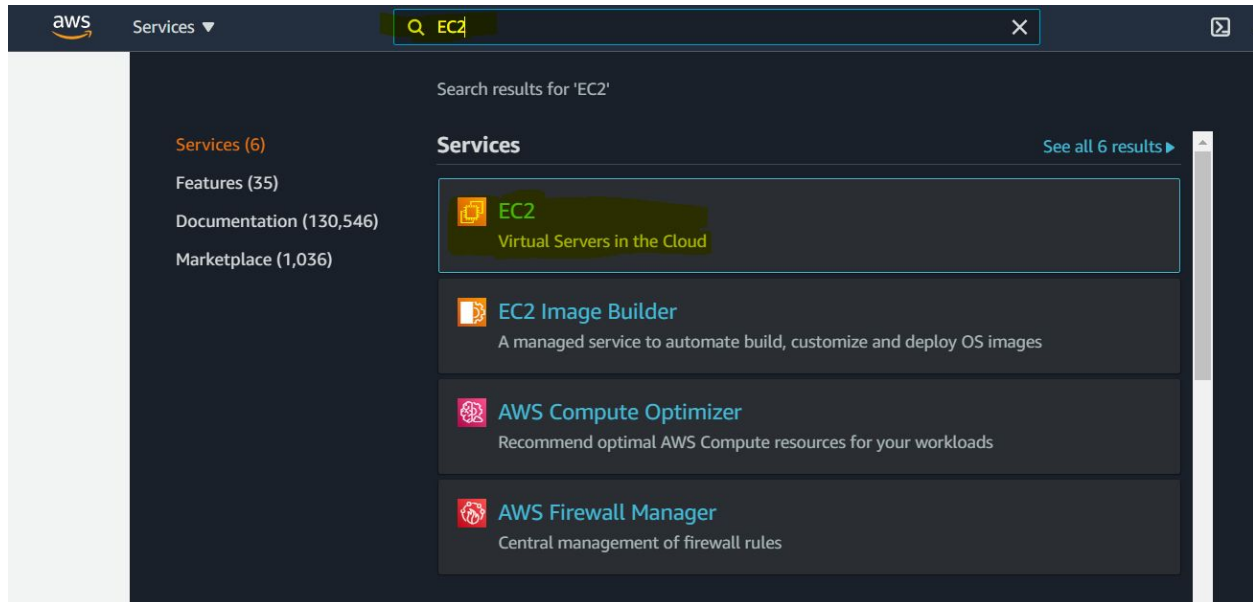 aws
Services ▼
EC2
Search results for 'EC2'
Services (6)
Features (35)
Documentation (130,546)
Marketplace (1,036)
Services
See all 6 results ▶
EC2
Virtual Servers in the Cloud
EC2 Image Builder
A managed service to automate build, customize and deploy OS images
AWS Compute Optimizer
Recommend optimal AWS Compute resources for your workloads
AWS Firewall Manager
Central management of firewall rules